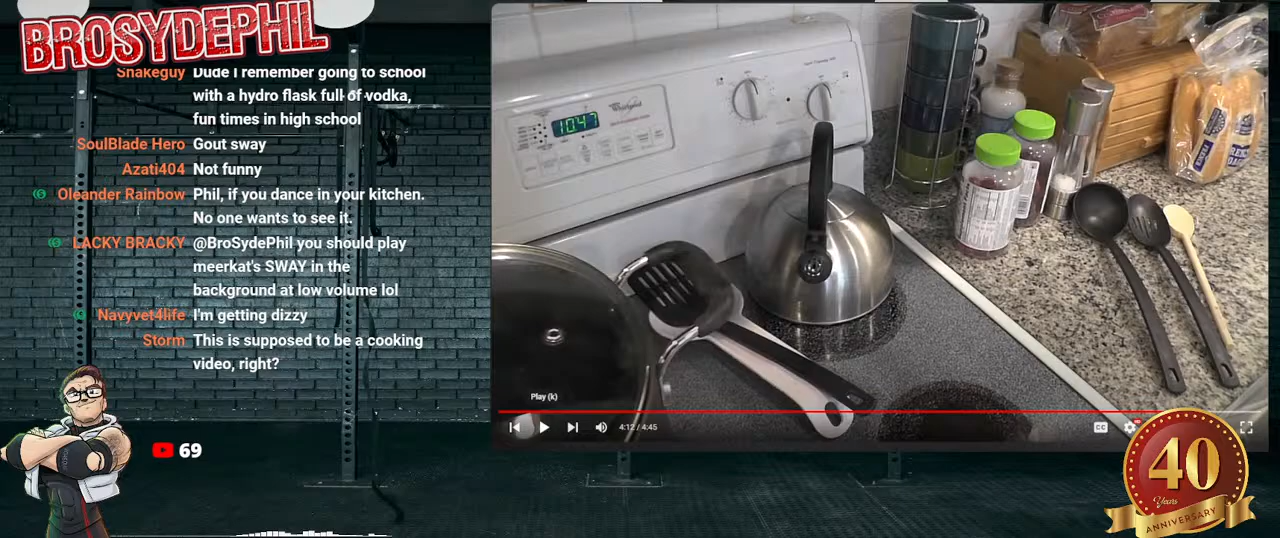 BROSYDEPHIL
Snakeguy Dude I remember going to school
with a hydro flask full of vodka,
fun times in high school
SoulBlade Hero Gout sway
Azati404 Not funny
Oleander Rainbow Phil, if you dance in your kitchen.
No one wants to see it.
LACKY BRACKY @BroSydePhil you should play
meerkat's SWAY in the
background at low volume lol
Navyvet4life I'm getting dizzy
Storm This is supposed to be a cooking
video, right?
69
Whirlpool
10:47
Play (k)
4:12 / 4:45
CC
40
Years
ANNIVERSARY